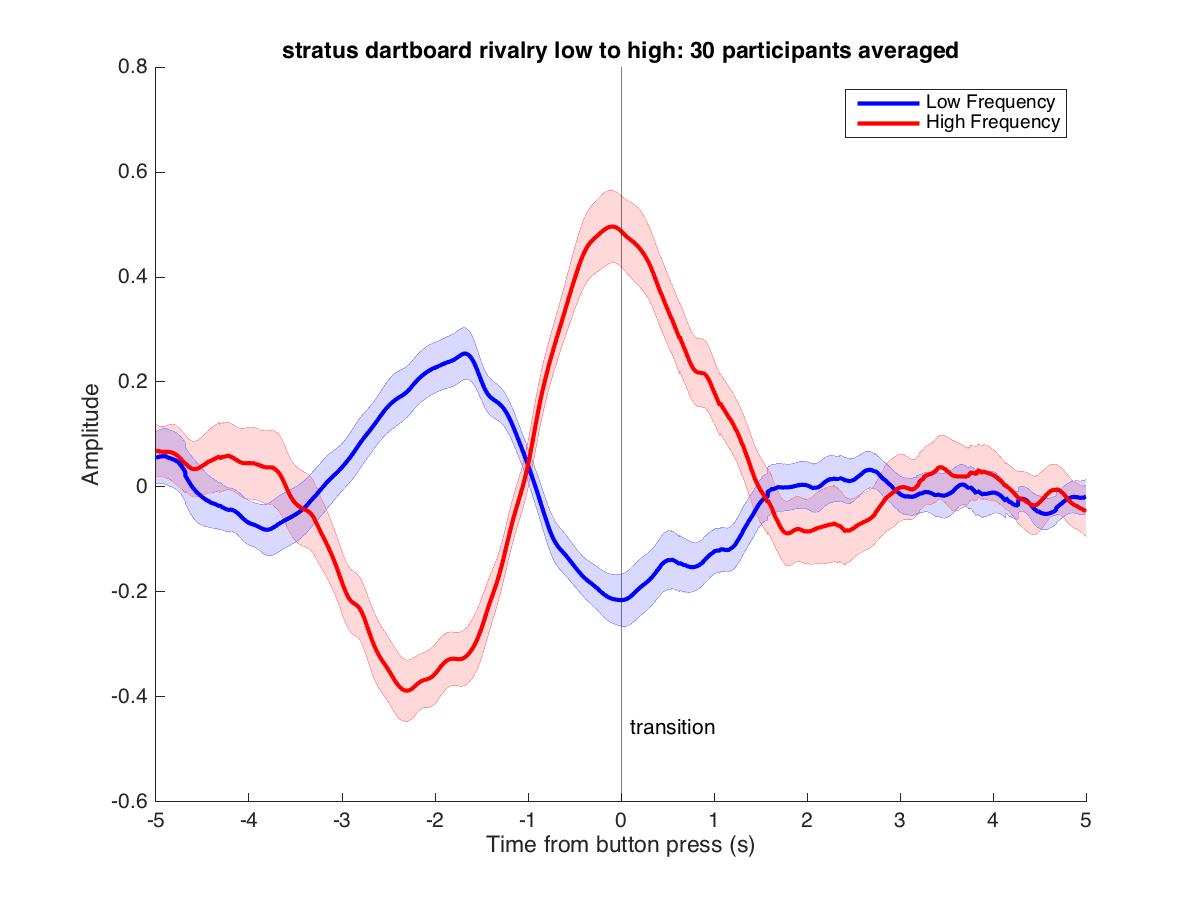 stratus dartboard rivalry low to high: 30 participants averaged
Low Frequency
High Frequency
0.8
0.6
0.4
0.2
0
-0.2
-0.4
-0.6
Amplitude
transition
-5 -4 -3 -2 -1 0 1 2 3 4 5
Time from button press (s)